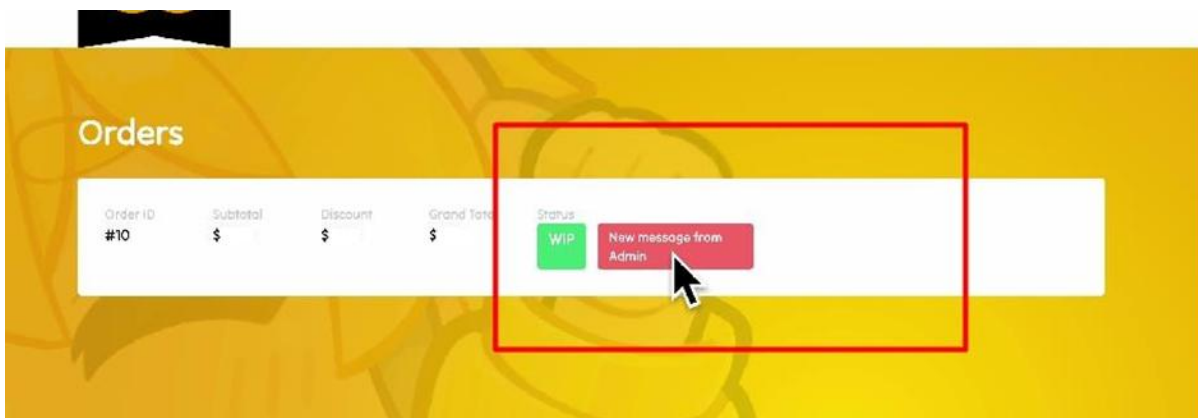 Orders
Order ID Subtotal Discount Grand Total Status
#10 $ $ $ WIP New message from
Admin